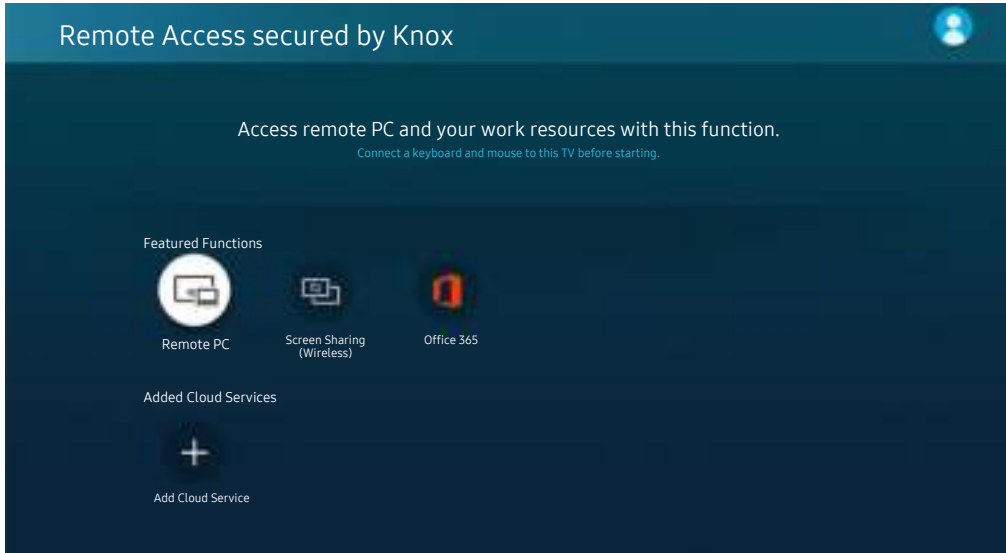 Remote Access secured by Knox
Access remote PC and your work resources with this function.
Connect a keyboard and mouse to this TV before starting.
Featured Functions
Remote PC
Screen Sharing
(Wireless)
Office 365
Added Cloud Services
Add Cloud Service